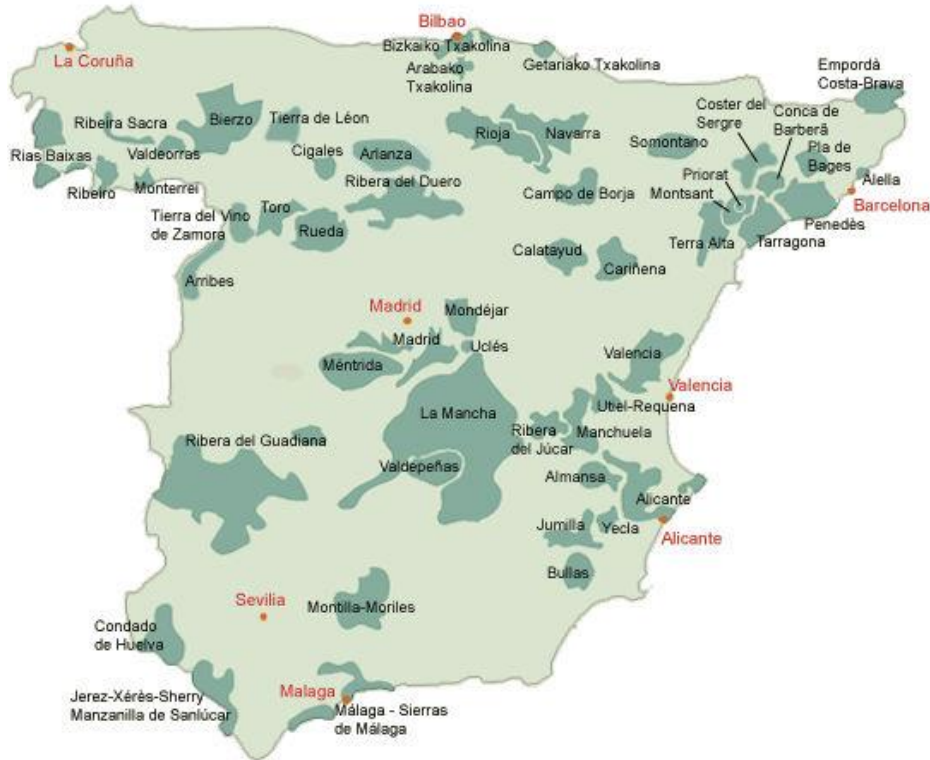 Bilbao
La Coruña
Bizkaiko Txakolina
Getariako Txakolina
Arabako
Txakolina
Empordà
Costa-Brava
Coster del
Sergre
Conca de
Barberã
Ribeira Sacra
Bierzo
Tierra de Léon
Rioja
Navarra
Somontano
Pla de
Bages
Rias Baixas
Valdeorras
Cigales
Arlanza
Ribeiro
Monterrei
Ribera del Duero
Campo de Borja
Priorat
Montsant
Alella
Barcelona
Tierra del Vino
de Zamora
Toro
Rueda
Penedès
Terra Alta
Tarragona
Calatayud
Cariñena
Arribes
Madrid
Mondéjar
Madrid
Uclés
Méntrida
Valencia
Valencia
La Mancha
Utiel-Requena
Ribera
del Júcar
Manchuela
Ribera del Guadiana
Valdepeñas
Almansa
Alicante
Jumilla
Yecla
Alicante
Bullas
Sevilia
Montilla-Moriles
Condado
de Huelva
Jerez-Xérès-Sherry
Manzanilla de Sanlúcar
Malaga
Málaga - Sierras
de Málaga